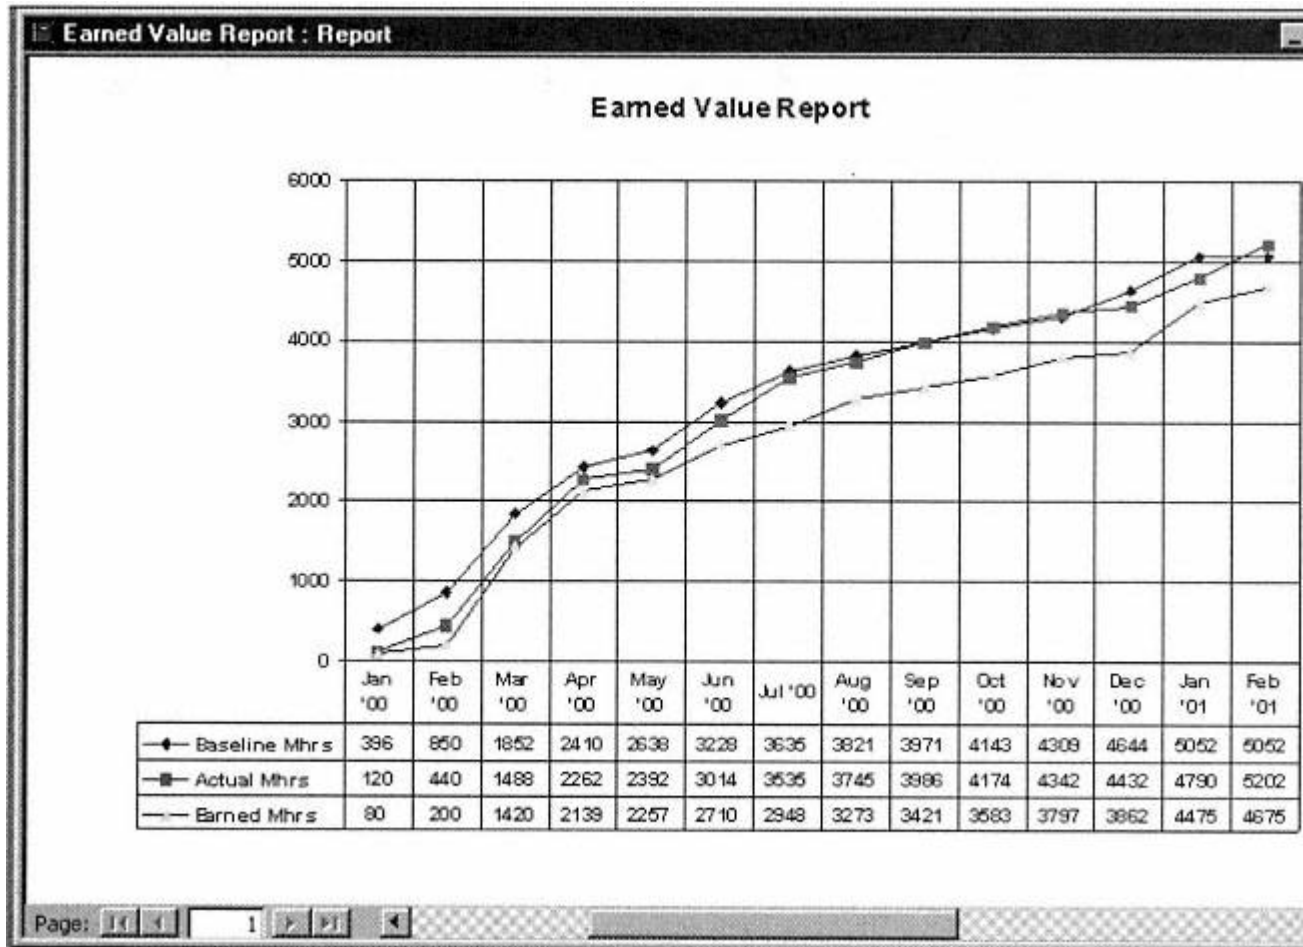 Earned Value Report : Report
Earned Value Report
6000
5000
4000
3000
2000
1000
0
Jan '00 Feb '00 Mar '00 Apr '00 May '00 Jun '00 Jul '00 Aug '00 Sep '00 Oct '00 Nov '00 Dec '00 Jan '01 Feb '01
Baseline Mhrs 396 850 1852 2410 2638 3228 3635 3821 3971 4143 4309 4644 5052 5052
Actual Mhrs 120 440 1488 2262 2392 3014 3535 3745 3986 4174 4342 4432 4790 5202
Earned Mhrs 80 200 1420 2139 2257 2710 2948 3273 3421 3583 3797 3862 4475 4675
Page: 1